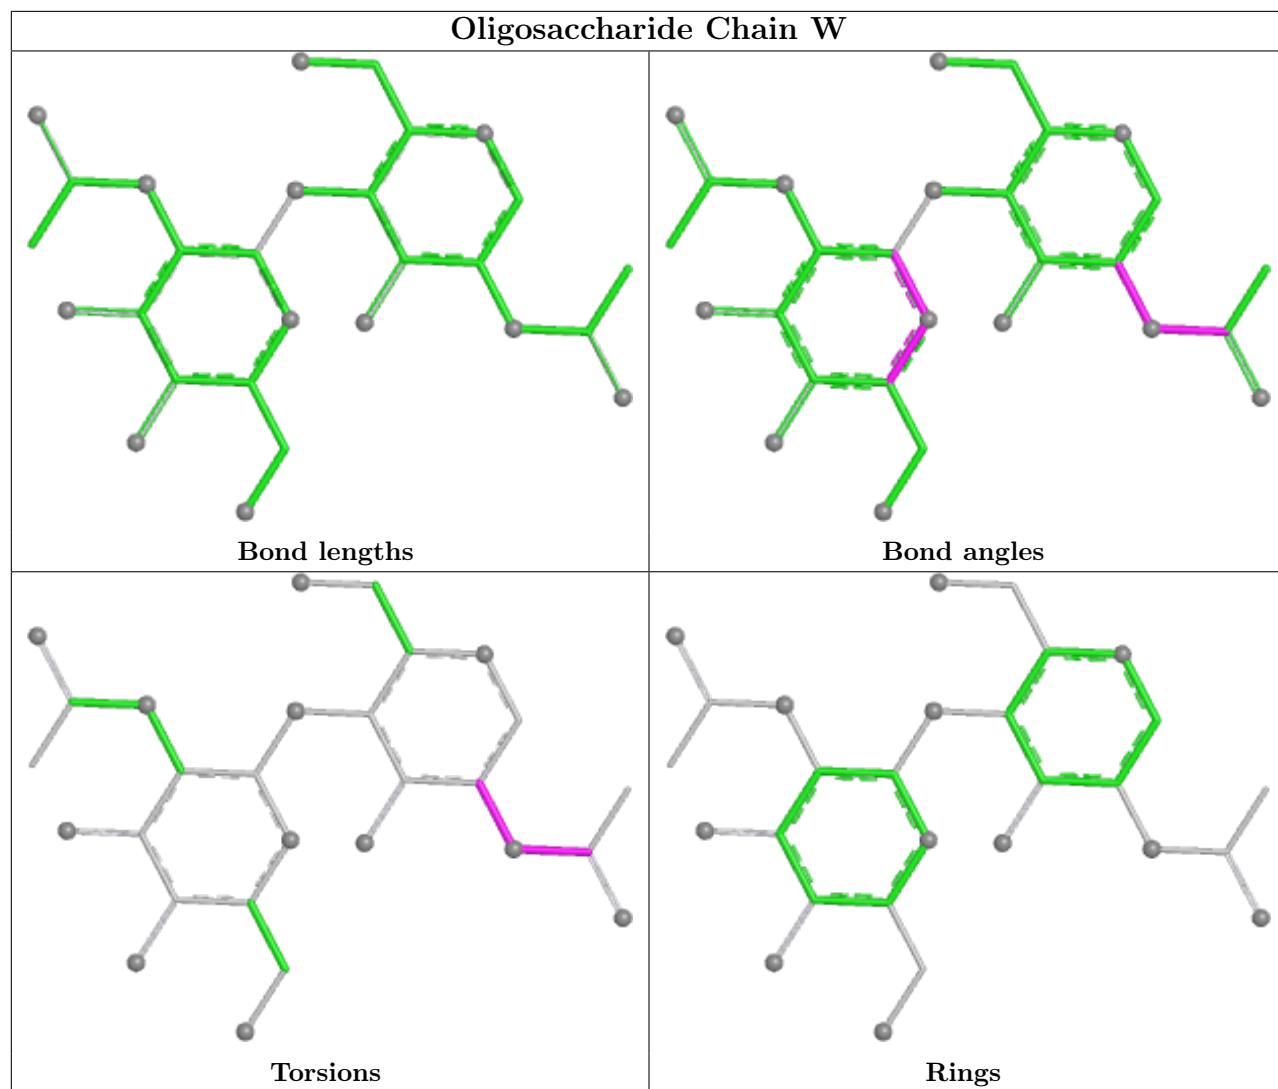 Oligosaccharide Chain W
Bond lengths
Bond angles
Torsions
Rings